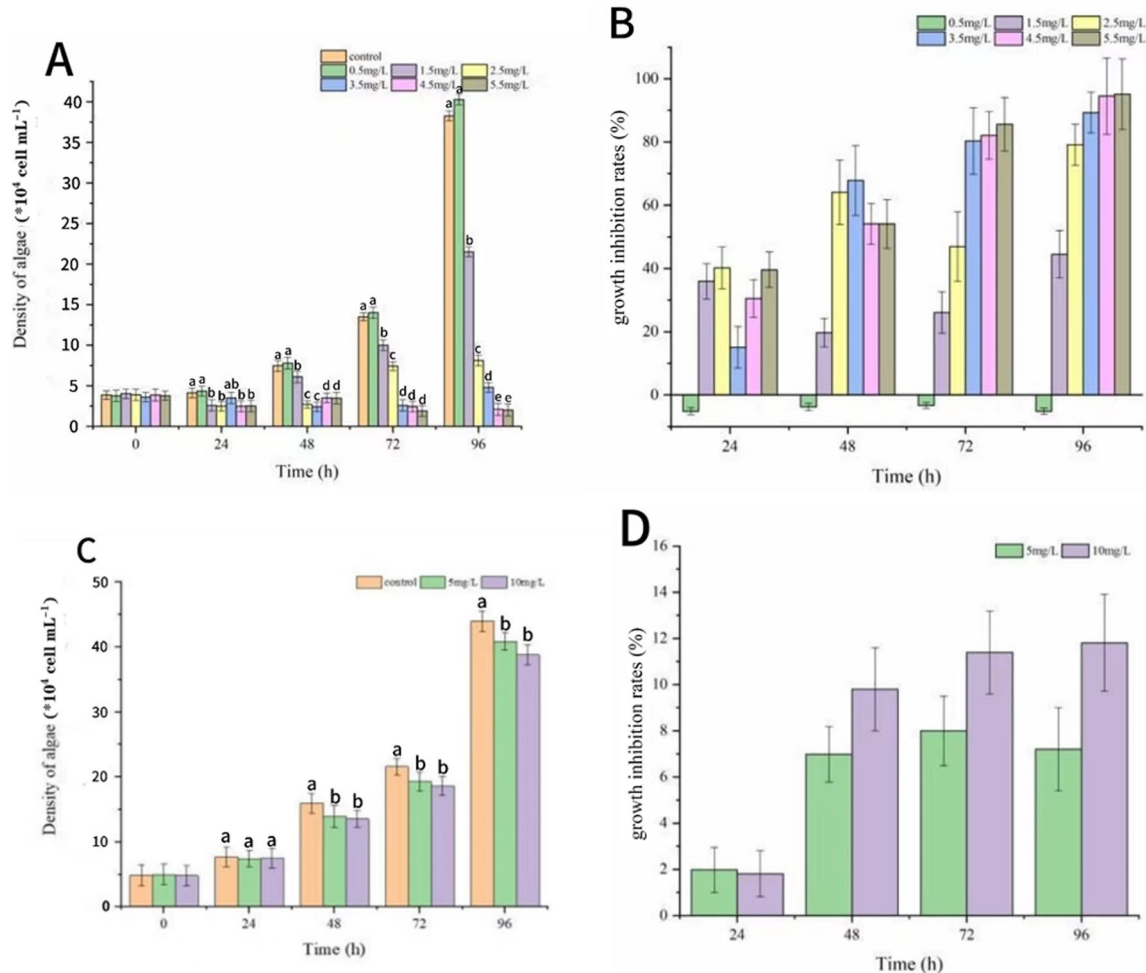 A
control
0.5mg/L 1.5mg/L 2.5mg/L
3.5mg/L 4.5mg/L 5.5mg/L
Density of algae (*10⁴ cell mL⁻¹)
40
35
30
25
20
15
10
5
0
a a b b ab b b
a a b c c d d
a a b c d d d
a a b c d e e
0 24 48 72 96
Time (h)
B
0.5mg/L 1.5mg/L 2.5mg/L
3.5mg/L 4.5mg/L 5.5mg/L
growth inhibition rates (%)
100
80
60
40
20
0
24 48 72 96
Time (h)
C
control 5mg/L 10mg/L
Density of algae (*10⁴ cell mL⁻¹)
50
40
30
20
10
0
a a a
a b b
a b b
a b b
0 24 48 72 96
Time (h)
D
5mg/L 10mg/L
growth inhibition rates (%)
16
14
12
10
8
6
4
2
0
24 48 72 96
Time (h)